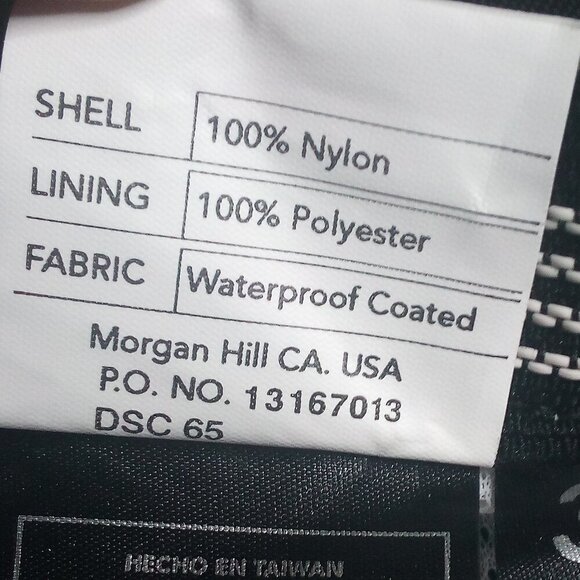 SHELL 100% Nylon
LINING 100% Polyester
FABRIC Waterproof Coated
Morgan Hill CA. USA
P.O. NO. 13167013
DSC 65
HECHO EN TAIWAN